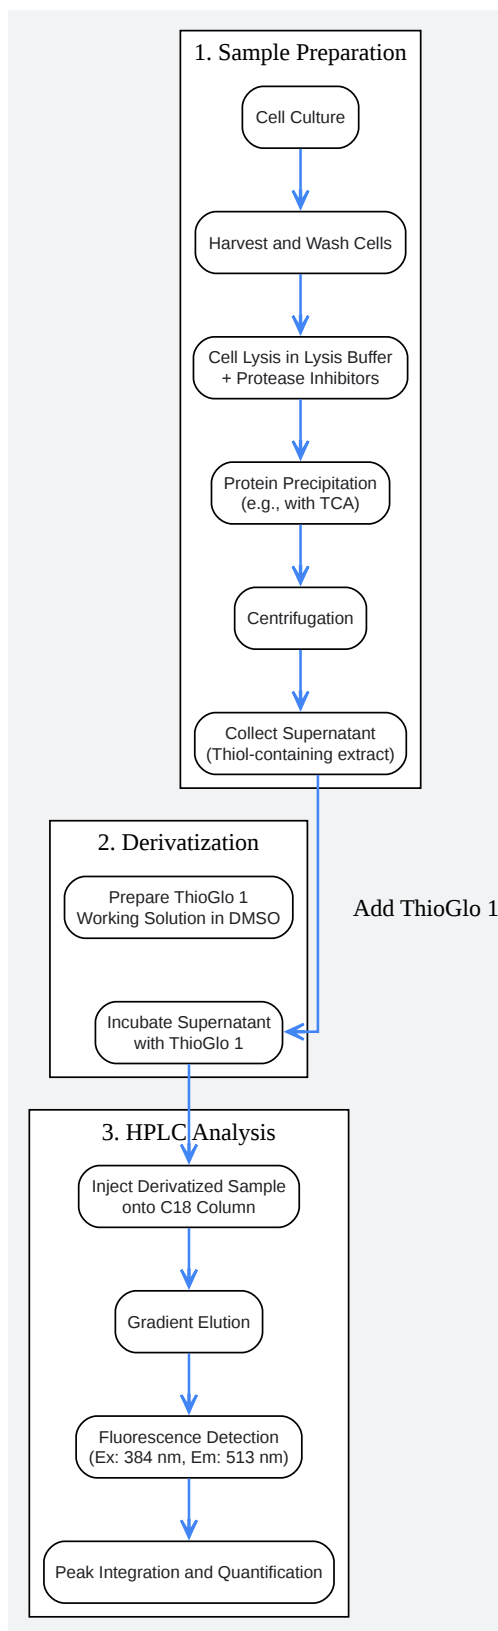 1. Sample Preparation
Cell Culture
Harvest and Wash Cells
Cell Lysis in Lysis Buffer
+ Protease Inhibitors
Protein Precipitation
(e.g., with TCA)
Centrifugation
Collect Supernatant
(Thiol-containing extract)
2. Derivatization
Prepare ThioGlo 1
Working Solution in DMSO
Add ThioGlo 1
Incubate Supernatant
with ThioGlo 1
3. HPLC Analysis
Inject Derivatized Sample
onto C18 Column
Gradient Elution
Fluorescence Detection
(Ex: 384 nm, Em: 513 nm)
Peak Integration and Quantification